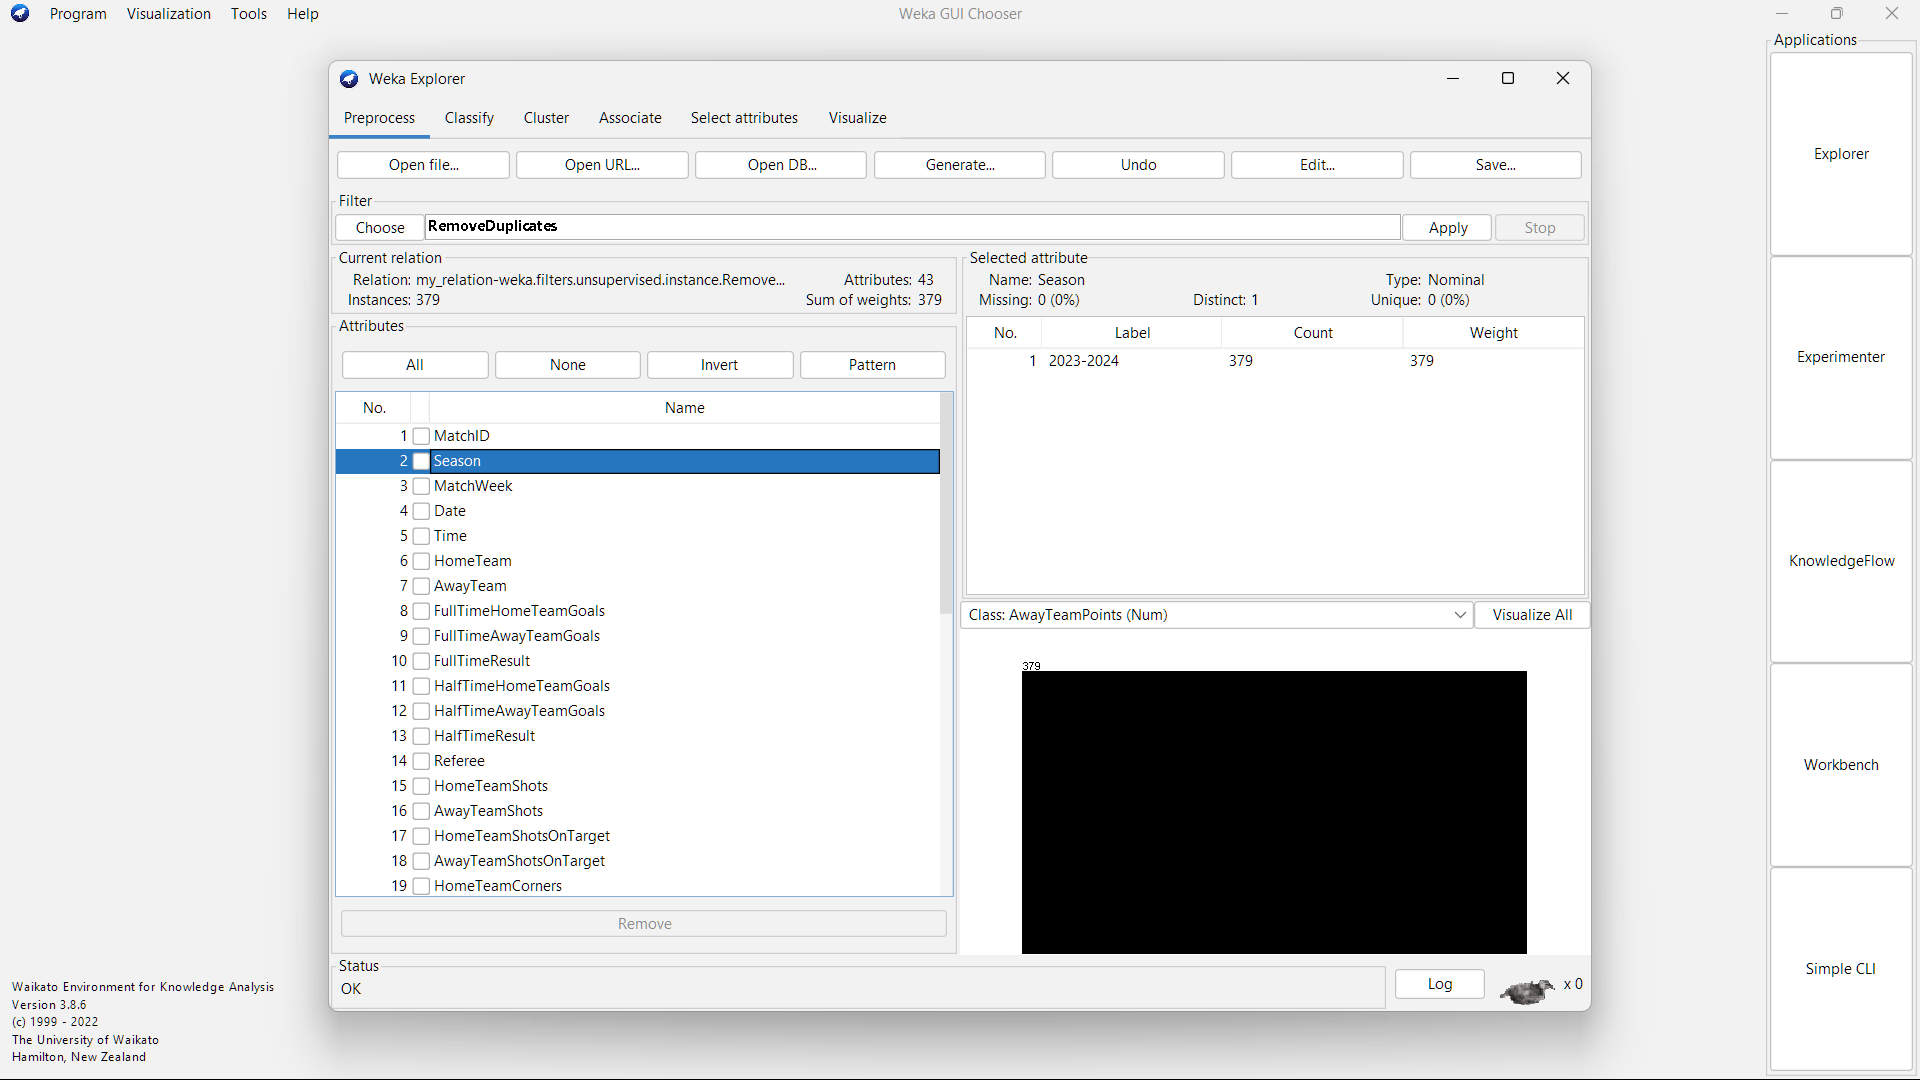 Program Visualization Tools Help
Weka GUI Chooser
Applications
Explorer
Experimenter
KnowledgeFlow
Workbench
Simple CLI
Weka Explorer
Preprocess Classify Cluster Associate Select attributes Visualize
Open file... Open URL... Open DB... Generate... Undo Edit... Save...
Filter
Choose RemoveDuplicates Apply Stop
Current relation
Relation: my_relation-weka.filters.unsupervised.instance.Remove... Attributes: 43
Instances: 379 Sum of weights: 379
Attributes
All None Invert Pattern
No. Name
1 MatchID
2 Season
3 MatchWeek
4 Date
5 Time
6 HomeTeam
7 AwayTeam
8 FullTimeHomeTeamGoals
9 FullTimeAwayTeamGoals
10 FullTimeResult
11 HalfTimeHomeTeamGoals
12 HalfTimeAwayTeamGoals
13 HalfTimeResult
14 Referee
15 HomeTeamShots
16 AwayTeamShots
17 HomeTeamShotsOnTarget
18 AwayTeamShotsOnTarget
19 HomeTeamCorners
Remove
Selected attribute
Name: Season Type: Nominal
Missing: 0 (0%) Distinct: 1 Unique: 0 (0%)
No. Label Count Weight
1 2023-2024 379 379
Class: AwayTeamPoints (Num) Visualize All
379
Status
OK
Log x 0
Waikato Environment for Knowledge Analysis
Version 3.8.6
(c) 1999 - 2022
The University of Waikato
Hamilton, New Zealand